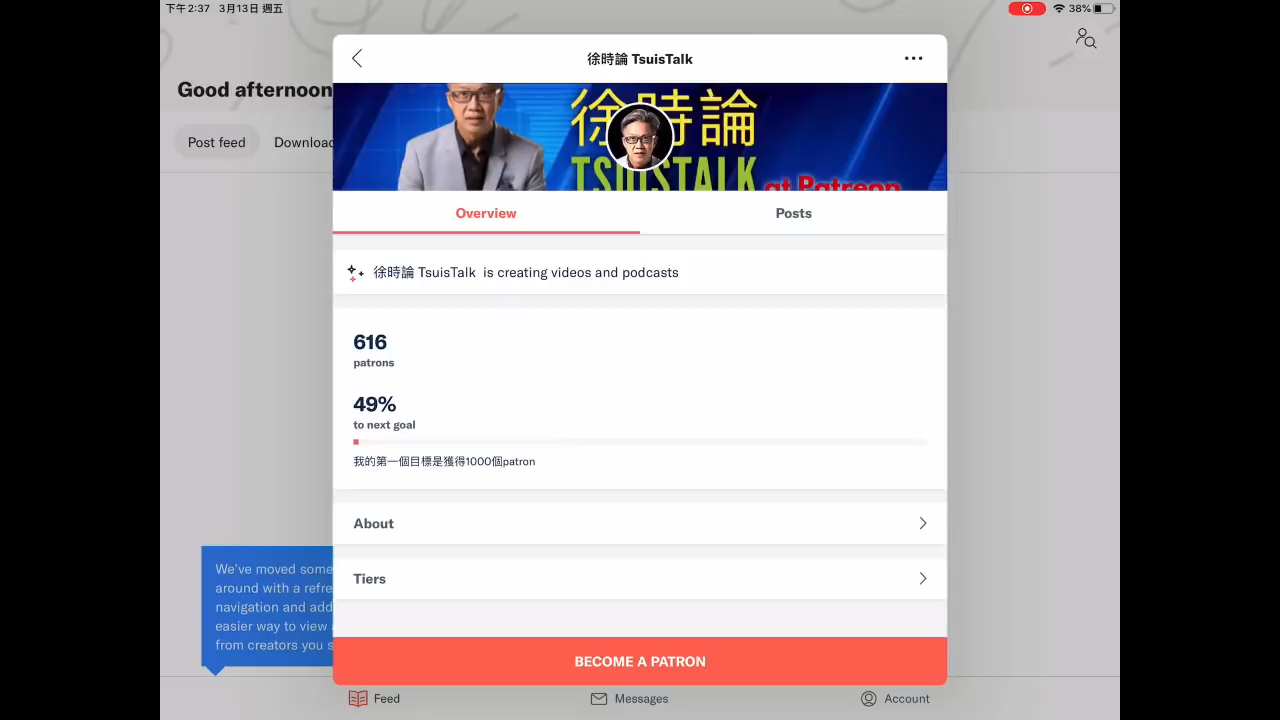 下午2:37 3月13日 週五
38%
徐時論 TsuisTalk
Good afternoon
Post feed
Download
徐時論
TSUISTALK
at Patreon
Overview
Posts
徐時論 TsuisTalk is creating videos and podcasts
616
patrons
49%
to next goal
我的第一個目標是獲得1000個patron
About
Tiers
We've moved some
around with a refre
navigation and add
easier way to view
from creators you s
BECOME A PATRON
Feed
Messages
Account